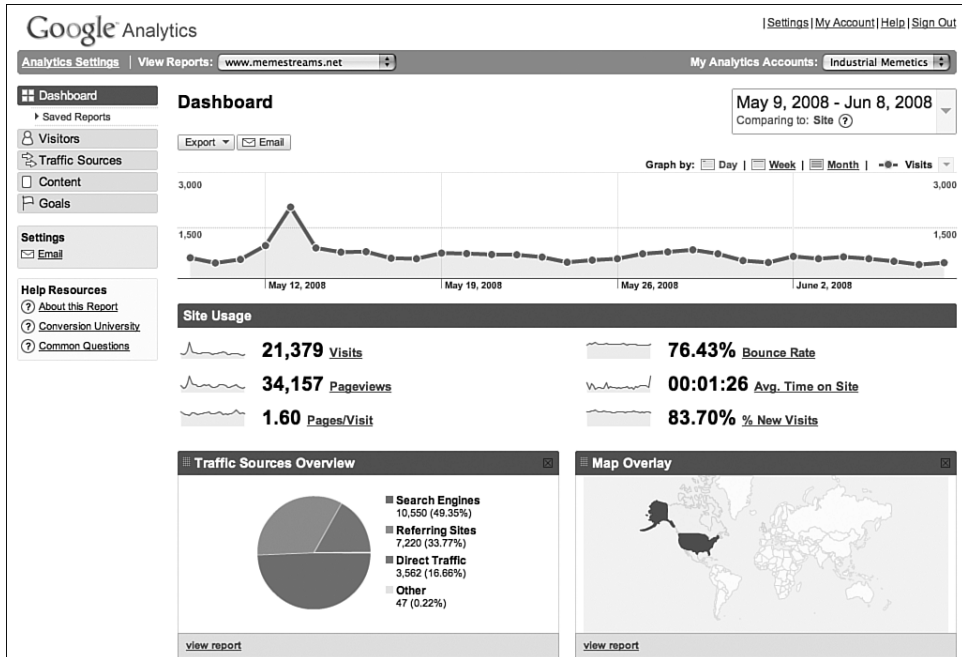 Google Analytics
Settings | My Account | Help | Sign Out
Analytics Settings | View Reports: www.memestreams.net
My Analytics Accounts: Industrial Memetics
Dashboard
Saved Reports
Visitors
Traffic Sources
Content
Goals
Settings
Email
Help Resources
About this Report
Conversion University
Common Questions
Dashboard
May 9, 2008 - Jun 8, 2008
Comparing to: Site
Export Email
Graph by: Day | Week | Month | Visits
3,000 3,000
1,500 1,500
May 12, 2008 May 19, 2008 May 26, 2008 June 2, 2008
Site Usage
21,379 Visits
34,157 Pageviews
1.60 Pages/Visit
76.43% Bounce Rate
00:01:26 Avg. Time on Site
83.70% % New Visits
Traffic Sources Overview
Search Engines
10,550 (49.35%)
Referring Sites
7,220 (33.77%)
Direct Traffic
3,562 (16.66%)
Other
47 (0.22%)
view report
Map Overlay
view report